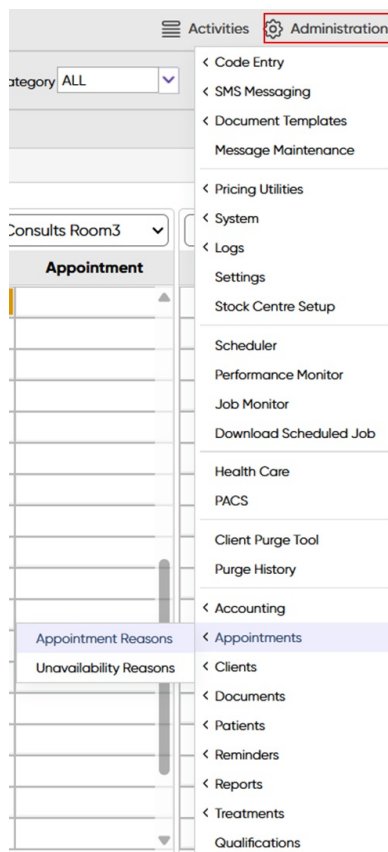 Activities Administration
ategory ALL
Consults Room3
Appointment
< Code Entry
< SMS Messaging
< Document Templates
Message Maintenance
< Pricing Utilities
< System
< Logs
Settings
Stock Centre Setup
Scheduler
Performance Monitor
Job Monitor
Download Scheduled Job
Health Care
PACS
Client Purge Tool
Purge History
< Accounting
< Appointments
Appointment Reasons
Unavailability Reasons
< Clients
< Documents
< Patients
< Reminders
< Reports
< Treatments
Qualifications